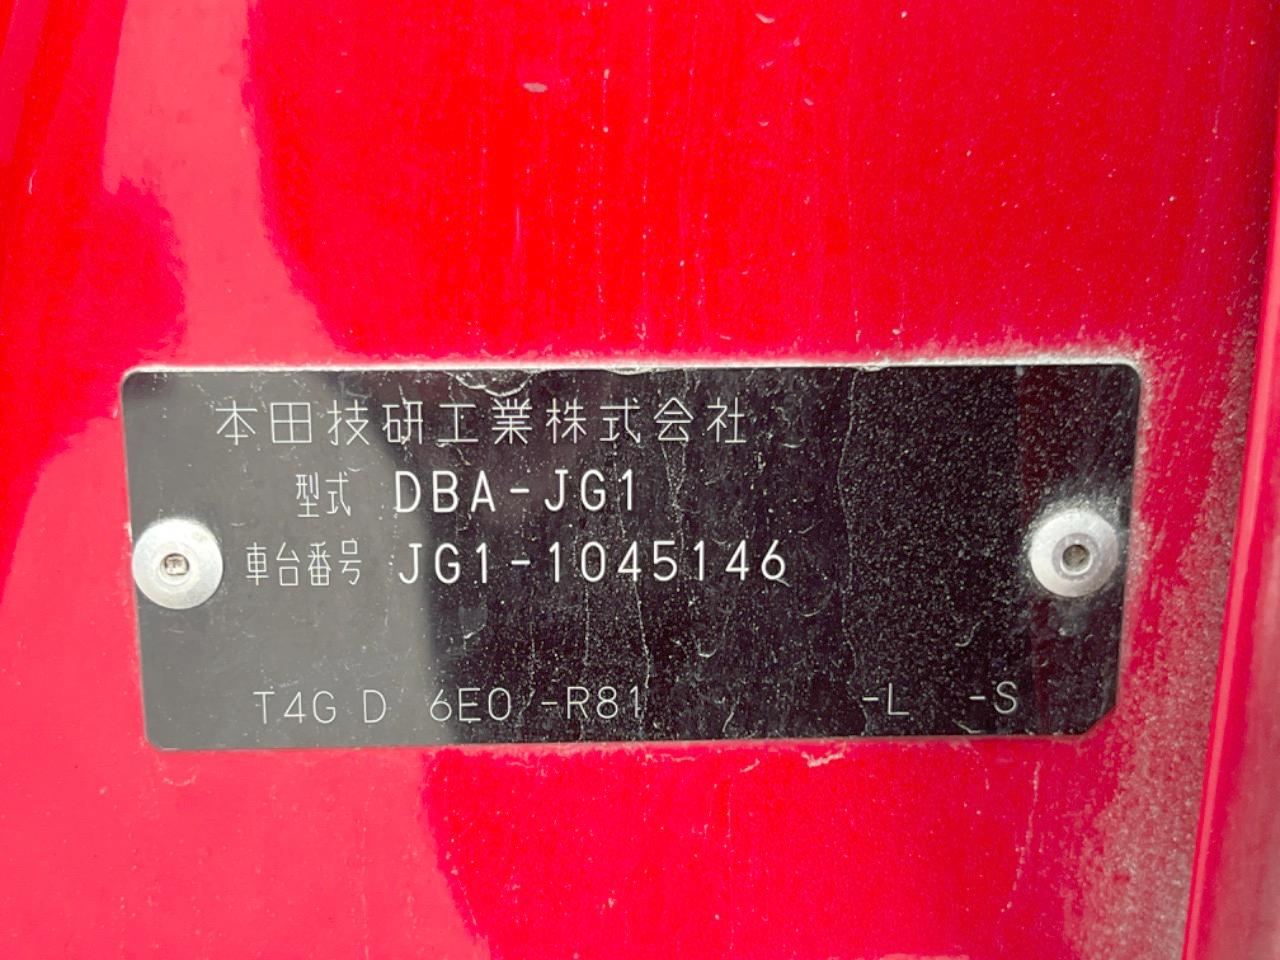 本田技研工業株式会社
型式 DBA-JG1
車台番号 JG1-1045146
T4G D 6E0 -R81 -L -S